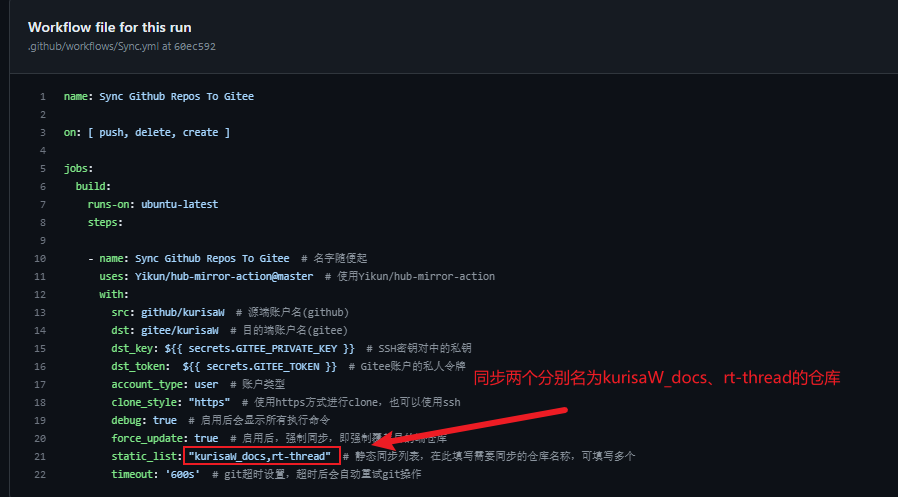 Workflow file for this run
.github/workflows/Sync.yml at 60ec592
1 name: Sync Github Repos To Gitee
2
3 on: [ push, delete, create ]
4
5 jobs:
6 build:
7 runs-on: ubuntu-latest
8 steps:
9
10 - name: Sync Github Repos To Gitee # 名字随便起
11 uses: Yikun/hub-mirror-action@master # 使用Yikun/hub-mirror-action
12 with:
13 src: github/kurisaW # 源端账户名(github)
14 dst: gitee/kurisaW # 目的端账户名(gitee)
15 dst_key: ${{ secrets.GITEE_PRIVATE_KEY }} # SSH密钥对中的私钥
16 dst_token: ${{ secrets.GITEE_TOKEN }} # Gitee账户的私人令牌
17 account_type: user # 账户类型
同步两个分别名为kurisaW_docs、rt-thread的仓库
18 clone_style: "https" # 使用https方式进行clone，也可以使用ssh
19 debug: true # 启用后会显示所有执行命令
20 force_update: true # 启用后，强制同步，即强制仓库
21 static_list: "kurisaW_docs,rt-thread" # 静态同步列表，在此填写需要同步的仓库名称，可填写多个
22 timeout: '600s' # git超时设置，超时后会自动重试git操作